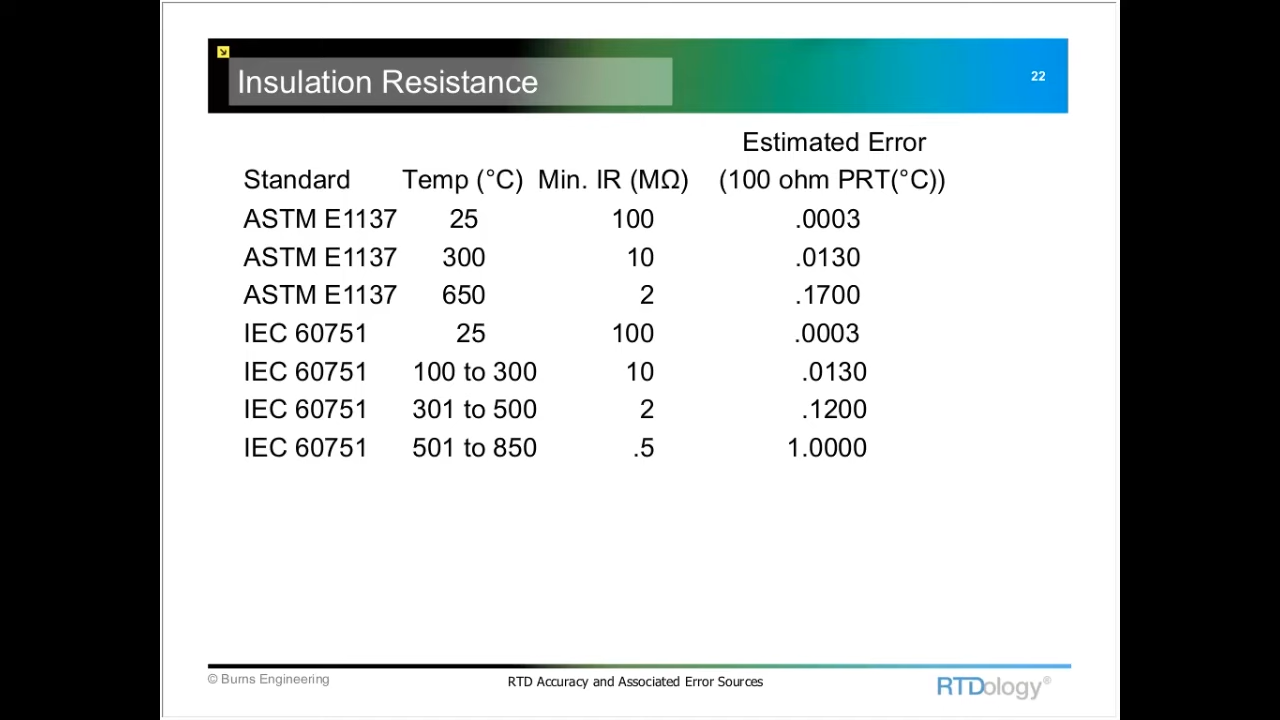 Insulation Resistance
22
Estimated Error
Standard Temp (°C) Min. IR (MΩ) (100 ohm PRT(°C))
ASTM E1137 25 100 .0003
ASTM E1137 300 10 .0130
ASTM E1137 650 2 .1700
IEC 60751 25 100 .0003
IEC 60751 100 to 300 10 .0130
IEC 60751 301 to 500 2 .1200
IEC 60751 501 to 850 .5 1.0000
© Burns Engineering
RTD Accuracy and Associated Error Sources
RTDology®